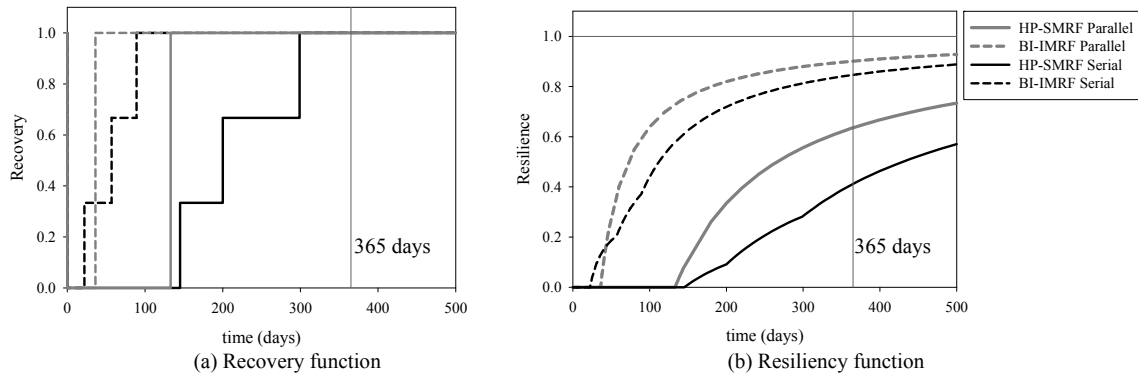 Recovery
1.0
0.8
0.6
0.4
0.2
0.0
365 days
0 100 200 300 400 500
time (days)
(a) Recovery function
Resilience
1.0
0.8
0.6
0.4
0.2
0.0
365 days
0 100 200 300 400 500
time (days)
(b) Resiliency function
HP-SMRF Parallel
BI-IMRF Parallel
HP-SMRF Serial
BI-IMRF Serial